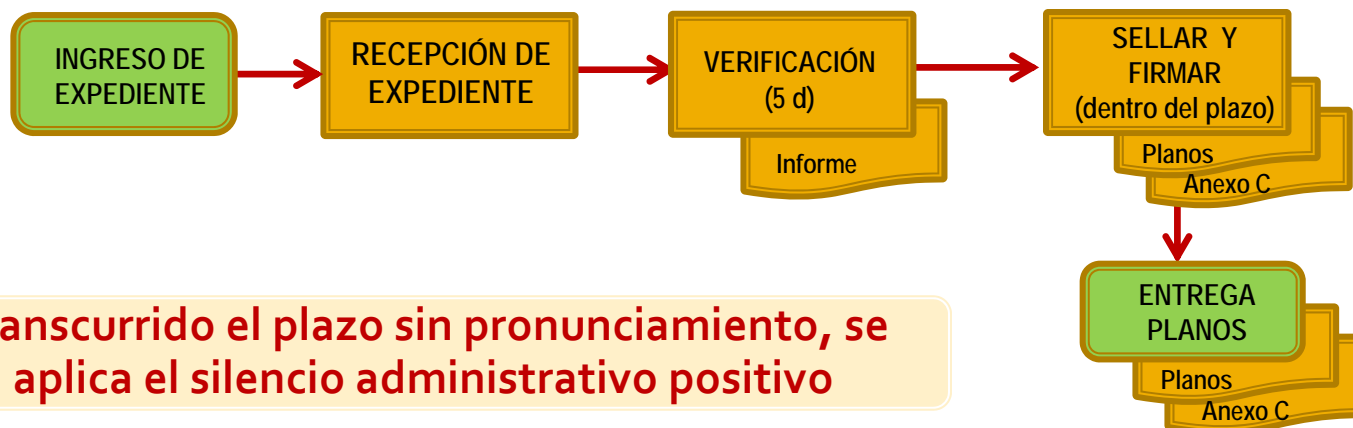 INGRESO DE
EXPEDIENTE
RECEPCIÓN DE
EXPEDIENTE
VERIFICACIÓN
(5 d)
Informe
SELLAR Y
FIRMAR
(dentro del plazo)
Planos
Anexo C
ENTREGA
PLANOS
Planos
Anexo C
anscurrido el plazo sin pronunciamiento, se
aplica el silencio administrativo positivo